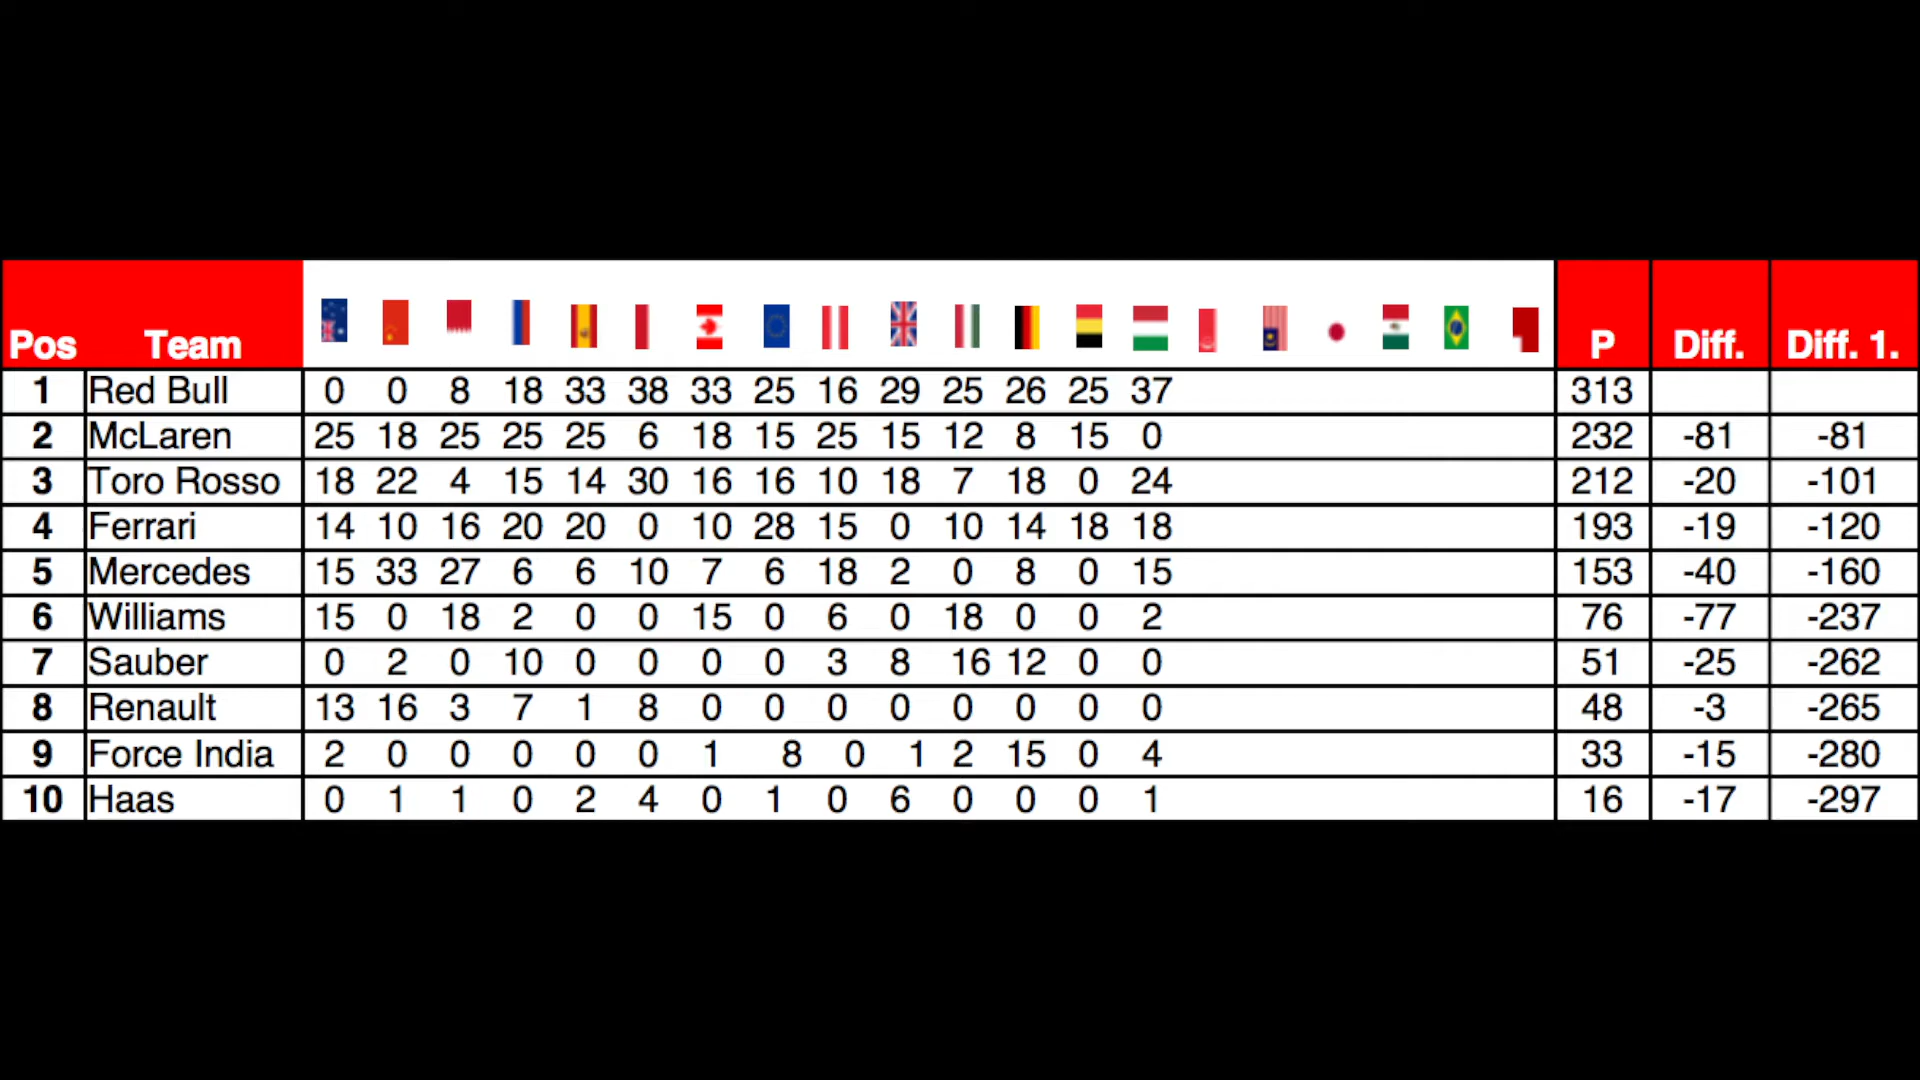 Pos Team P Diff. Diff. 1.
1 Red Bull 0 0 8 18 33 38 33 25 16 29 25 26 25 37 313
2 McLaren 25 18 25 25 25 6 18 15 25 15 12 8 15 0 232 -81 -81
3 Toro Rosso 18 22 4 15 14 30 16 16 10 18 7 18 0 24 212 -20 -101
4 Ferrari 14 10 16 20 20 0 10 28 15 0 10 14 18 18 193 -19 -120
5 Mercedes 15 33 27 6 6 10 7 6 18 2 0 8 0 15 153 -40 -160
6 Williams 15 0 18 2 0 0 15 0 6 0 18 0 0 2 76 -77 -237
7 Sauber 0 2 0 10 0 0 0 0 3 8 16 12 0 0 51 -25 -262
8 Renault 13 16 3 7 1 8 0 0 0 0 0 0 0 0 48 -3 -265
9 Force India 2 0 0 0 0 0 1 8 0 1 2 15 0 4 33 -15 -280
10 Haas 0 1 1 0 2 4 0 1 0 6 0 0 0 1 16 -17 -297